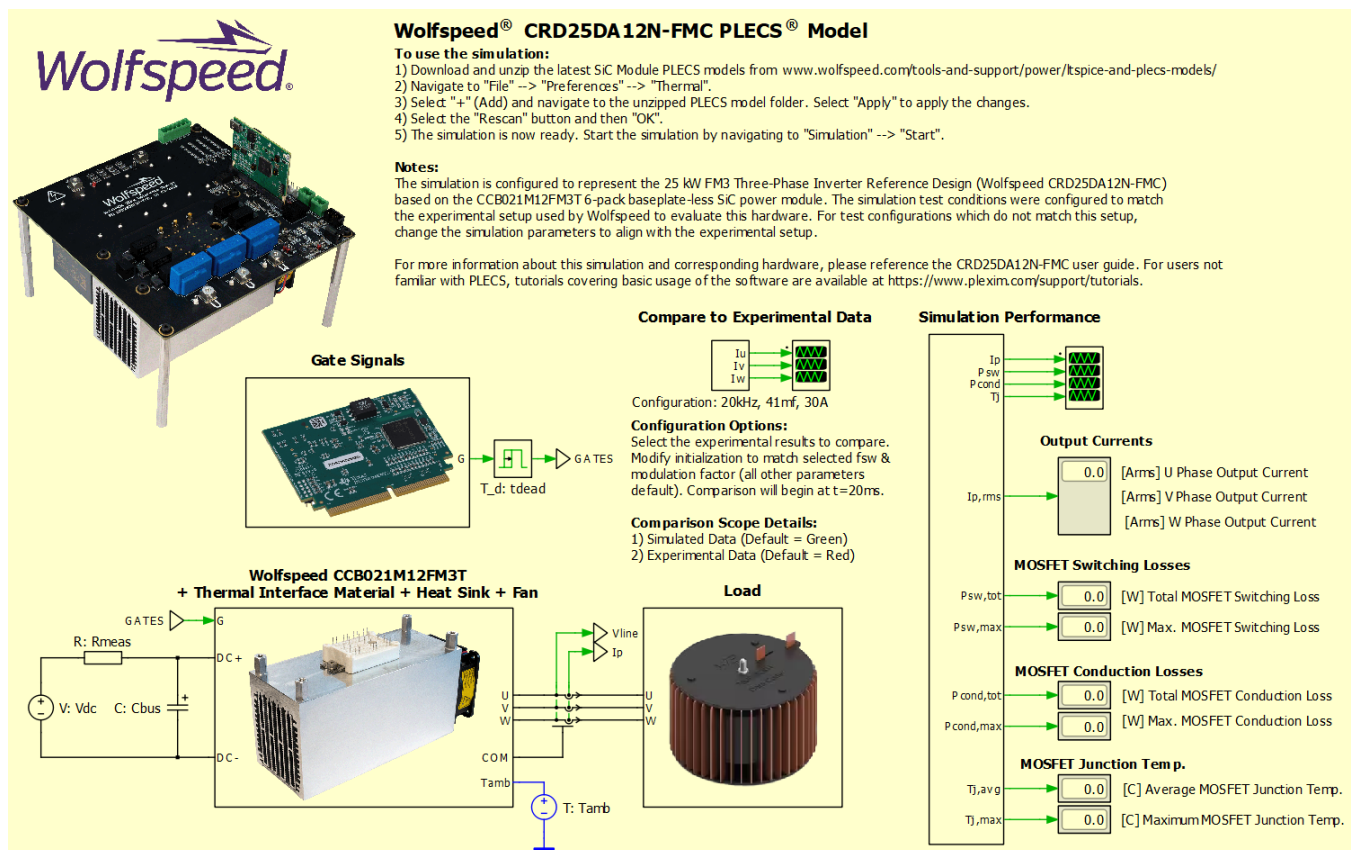 Wolfspeed®
Wolfspeed® CRD25DA12N-FMC PLECS® Model
To use the simulation:
1) Download and unzip the latest SiC Module PLECS models from www.wolfspeed.com/tools-and-support/power/ltspice-and-plecs-models/
2) Navigate to "File" --> "Preferences" --> "Thermal".
3) Select "+" (Add) and navigate to the unzipped PLECS model folder. Select "Apply" to apply the changes.
4) Select the "Rescan" button and then "OK".
5) The simulation is now ready. Start the simulation by navigating to "Simulation" --> "Start".
Notes:
The simulation is configured to represent the 25 kW FM3 Three-Phase Inverter Reference Design (Wolfspeed CRD25DA12N-FMC)
based on the CCB021M12FM3T 6-pack baseplate-less SiC power module. The simulation test conditions were configured to match
the experimental setup used by Wolfspeed to evaluate this hardware. For test configurations which do not match this setup,
change the simulation parameters to align with the experimental setup.
For more information about this simulation and corresponding hardware, please reference the CRD25DA12N-FMC user guide. For users not
familiar with PLECS, tutorials covering basic usage of the software are available at https://www.plexim.com/support/tutorials.
Wolfspeed
Gate Signals
G
T_d: tdead
GATES
Compare to Experimental Data
Iu
Iv
Iw
Configuration: 20kHz, 41mf, 30A
Configuration Options:
Select the experimental results to compare.
Modify initialization to match selected fsw &
modulation factor (all other parameters
default). Comparison will begin at t=20ms.
Comparison Scope Details:
1) Simulated Data (Default = Green)
2) Experimental Data (Default = Red)
Simulation Performance
Ip
Psw
Pcond
Tj
Output Currents
Ip,rms
0.0
[Arms] U Phase Output Current
[Arms] V Phase Output Current
[Arms] W Phase Output Current
MOSFET Switching Losses
Psw,tot
0.0
[W] Total MOSFET Switching Loss
Psw,max
0.0
[W] Max. MOSFET Switching Loss
MOSFET Conduction Losses
Pcond,tot
0.0
[W] Total MOSFET Conduction Loss
Pcond,max
0.0
[W] Max. MOSFET Conduction Loss
MOSFET Junction Temp.
Tj,avg
0.0
[C] Average MOSFET Junction Temp.
Tj,max
0.0
[C] Maximum MOSFET Junction Temp.
Wolfspeed CCB021M12FM3T
+ Thermal Interface Material + Heat Sink + Fan
GATES
G
R: Rmeas
DC+
V: Vdc
C: Cbus
+
DC-
U
V
W
COM
Tamb
T: Tamb
Vline
Ip
Load
U
V
W